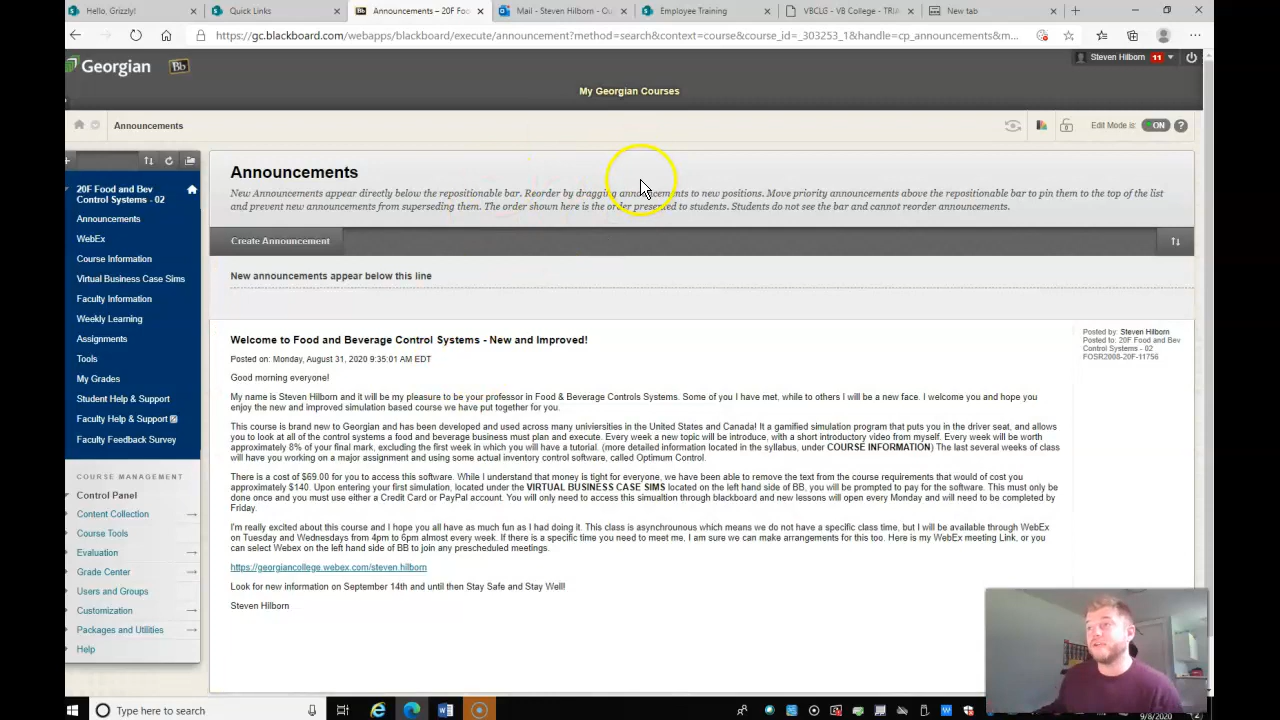 Hello, Grizzly!
Quick Links
Announcements – 20F Foo
Mail - Steven Hilborn - Ou
Employee Training
VBCLG - VB College - TRIA
New tab
https://gc.blackboard.com/webapps/blackboard/execute/announcement?method=search&context=course&course_id=_303253_1&handle=cp_announcements&m...
Georgian
Bb
Steven Hilborn 11
My Georgian Courses
Announcements
Edit Mode is: ON ?
Announcements
New Announcements appear directly below the repositionable bar. Reorder by dragging announcements to new positions. Move priority announcements above the repositionable bar to pin them to the top of the list
and prevent new announcements from superseding them. The order shown here is the order presented to students. Students do not see the bar and cannot reorder announcements.
Create Announcement
New announcements appear below this line
Welcome to Food and Beverage Control Systems - New and Improved!
Posted on: Monday, August 31, 2020 9:35:01 AM EDT
Good morning everyone!
My name is Steven Hilborn and it will be my pleasure to be your professor in Food & Beverage Controls Systems. Some of you I have met, while to others I will be a new face. I welcome you and hope you
enjoy the new and improved simulation based course we have put together for you.
This course is brand new to Georgian and has been developed and used across many univiersities in the United States and Canada! It a gamified simulation program that puts you in the driver seat, and allows
you to look at all of the control systems a food and beverage business must plan and execute. Every week a new topic will be introduce, with a short introductory video from myself. Every week will be worth
approximately 8% of your final mark, excluding the first week in which you will have a tutorial. (more detailed information located in the syllabus, under COURSE INFORMATION) The last several weeks of class
will have you working on a major assignment and using some actual inventory control software, called Optimum Control.
There is a cost of $69.00 for you to access this software. While I understand that money is tight for everyone, we have been able to remove the text from the course requirements that would of cost you
approximately $140. Upon entering your first simulation, located under the VIRTUAL BUSINESS CASE SIMS located on the left hand side of BB, you will be prompted to pay for the software. This must only be
done once and you must use either a Credit Card or PayPal account. You will only need to access this simualtion through blackboard and new lessons will open every Monday and will need to be completed by
Friday.
I'm really excited about this course and I hope you all have as much fun as I had doing it. This class is asynchrounous which means we do not have a specific class time, but I will be available through WebEx
on Tuesday and Wednesdays from 4pm to 6pm almost every week. If there is a specific time you need to meet me, I am sure we can make arrangements for this too. Here is my WebEx meeting Link, or you
can select Webex on the left hand side of BB to join any prescheduled meetings.
https://georgiancollege.webex.com/steven.hilborn
Look for new information on September 14th and until then Stay Safe and Stay Well!
Steven Hilborn
Posted by: Steven Hilborn
Posted to: 20F Food and Bev
Control Systems - 02
FOSR2008-20F-11756
20F Food and Bev
Control Systems - 02
Announcements
WebEx
Course Information
Virtual Business Case Sims
Faculty Information
Weekly Learning
Assignments
Tools
My Grades
Student Help & Support
Faculty Help & Support
Faculty Feedback Survey
COURSE MANAGEMENT
Control Panel
Content Collection
Course Tools
Evaluation
Grade Center
Users and Groups
Customization
Packages and Utilities
Help
Type here to search
9/8/2020